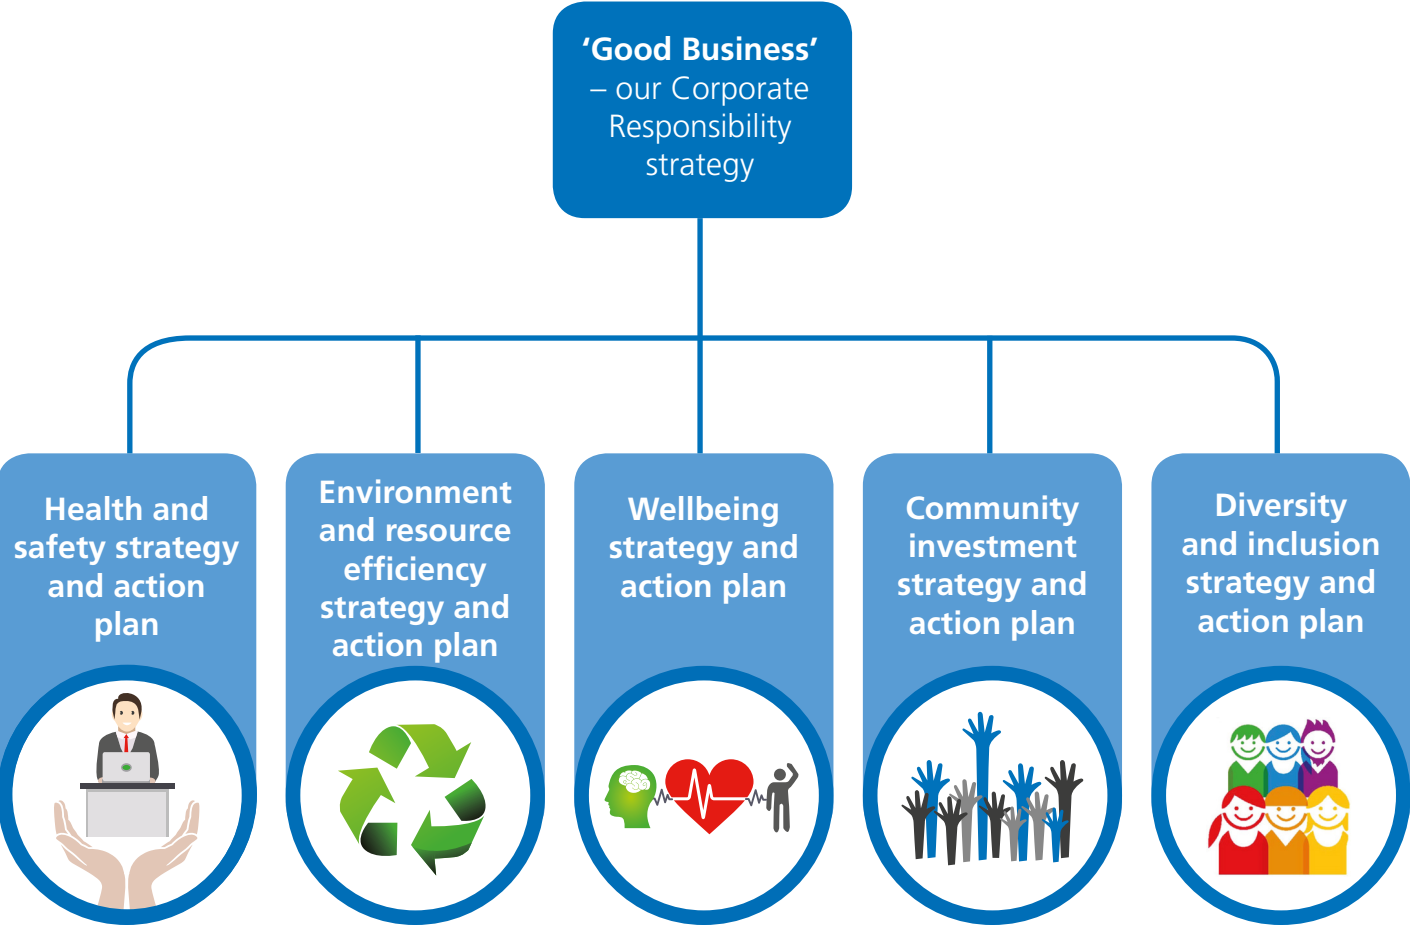 ‘Good Business’
– our Corporate
Responsibility
strategy
Health and
safety strategy
and action
plan
Environment
and resource
efficiency
strategy and
action plan
Wellbeing
strategy and
action plan
Community
investment
strategy and
action plan
Diversity
and inclusion
strategy and
action plan